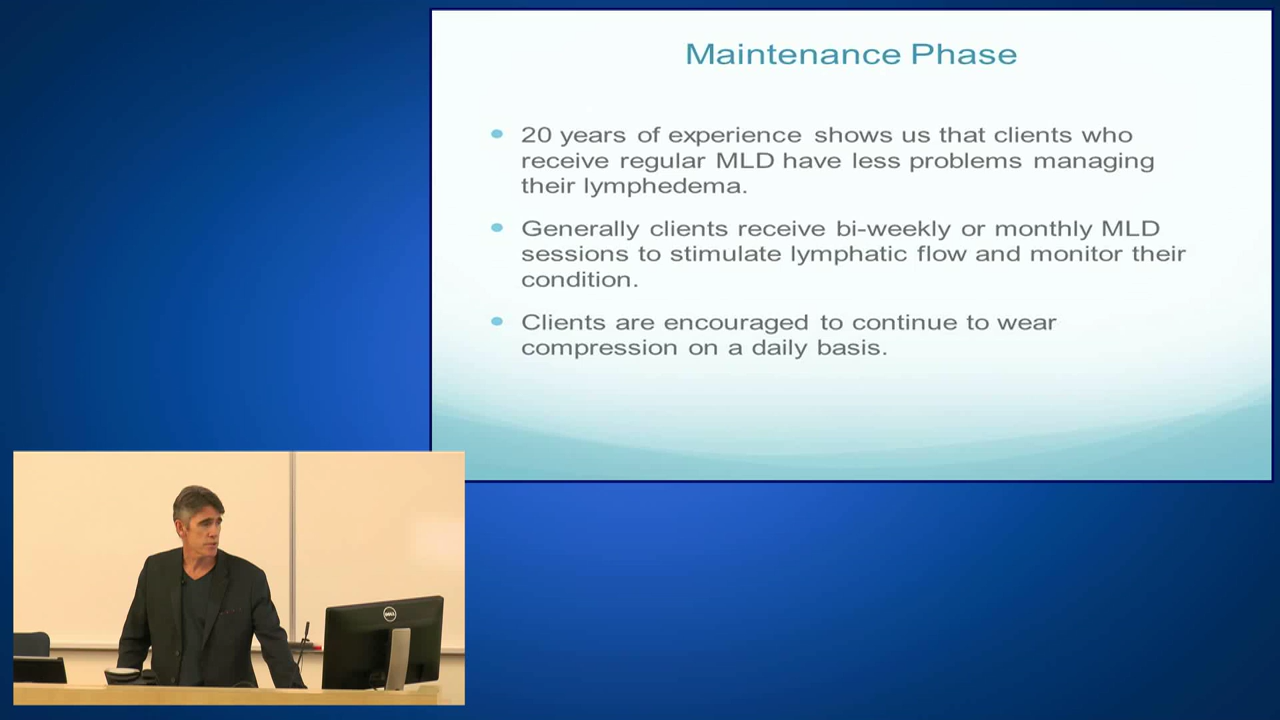 Maintenance Phase
20 years of experience shows us that clients who
receive regular MLD have less problems managing
their lymphedema.
Generally clients receive bi-weekly or monthly MLD
sessions to stimulate lymphatic flow and monitor their
condition.
Clients are encouraged to continue to wear
compression on a daily basis.
DELL